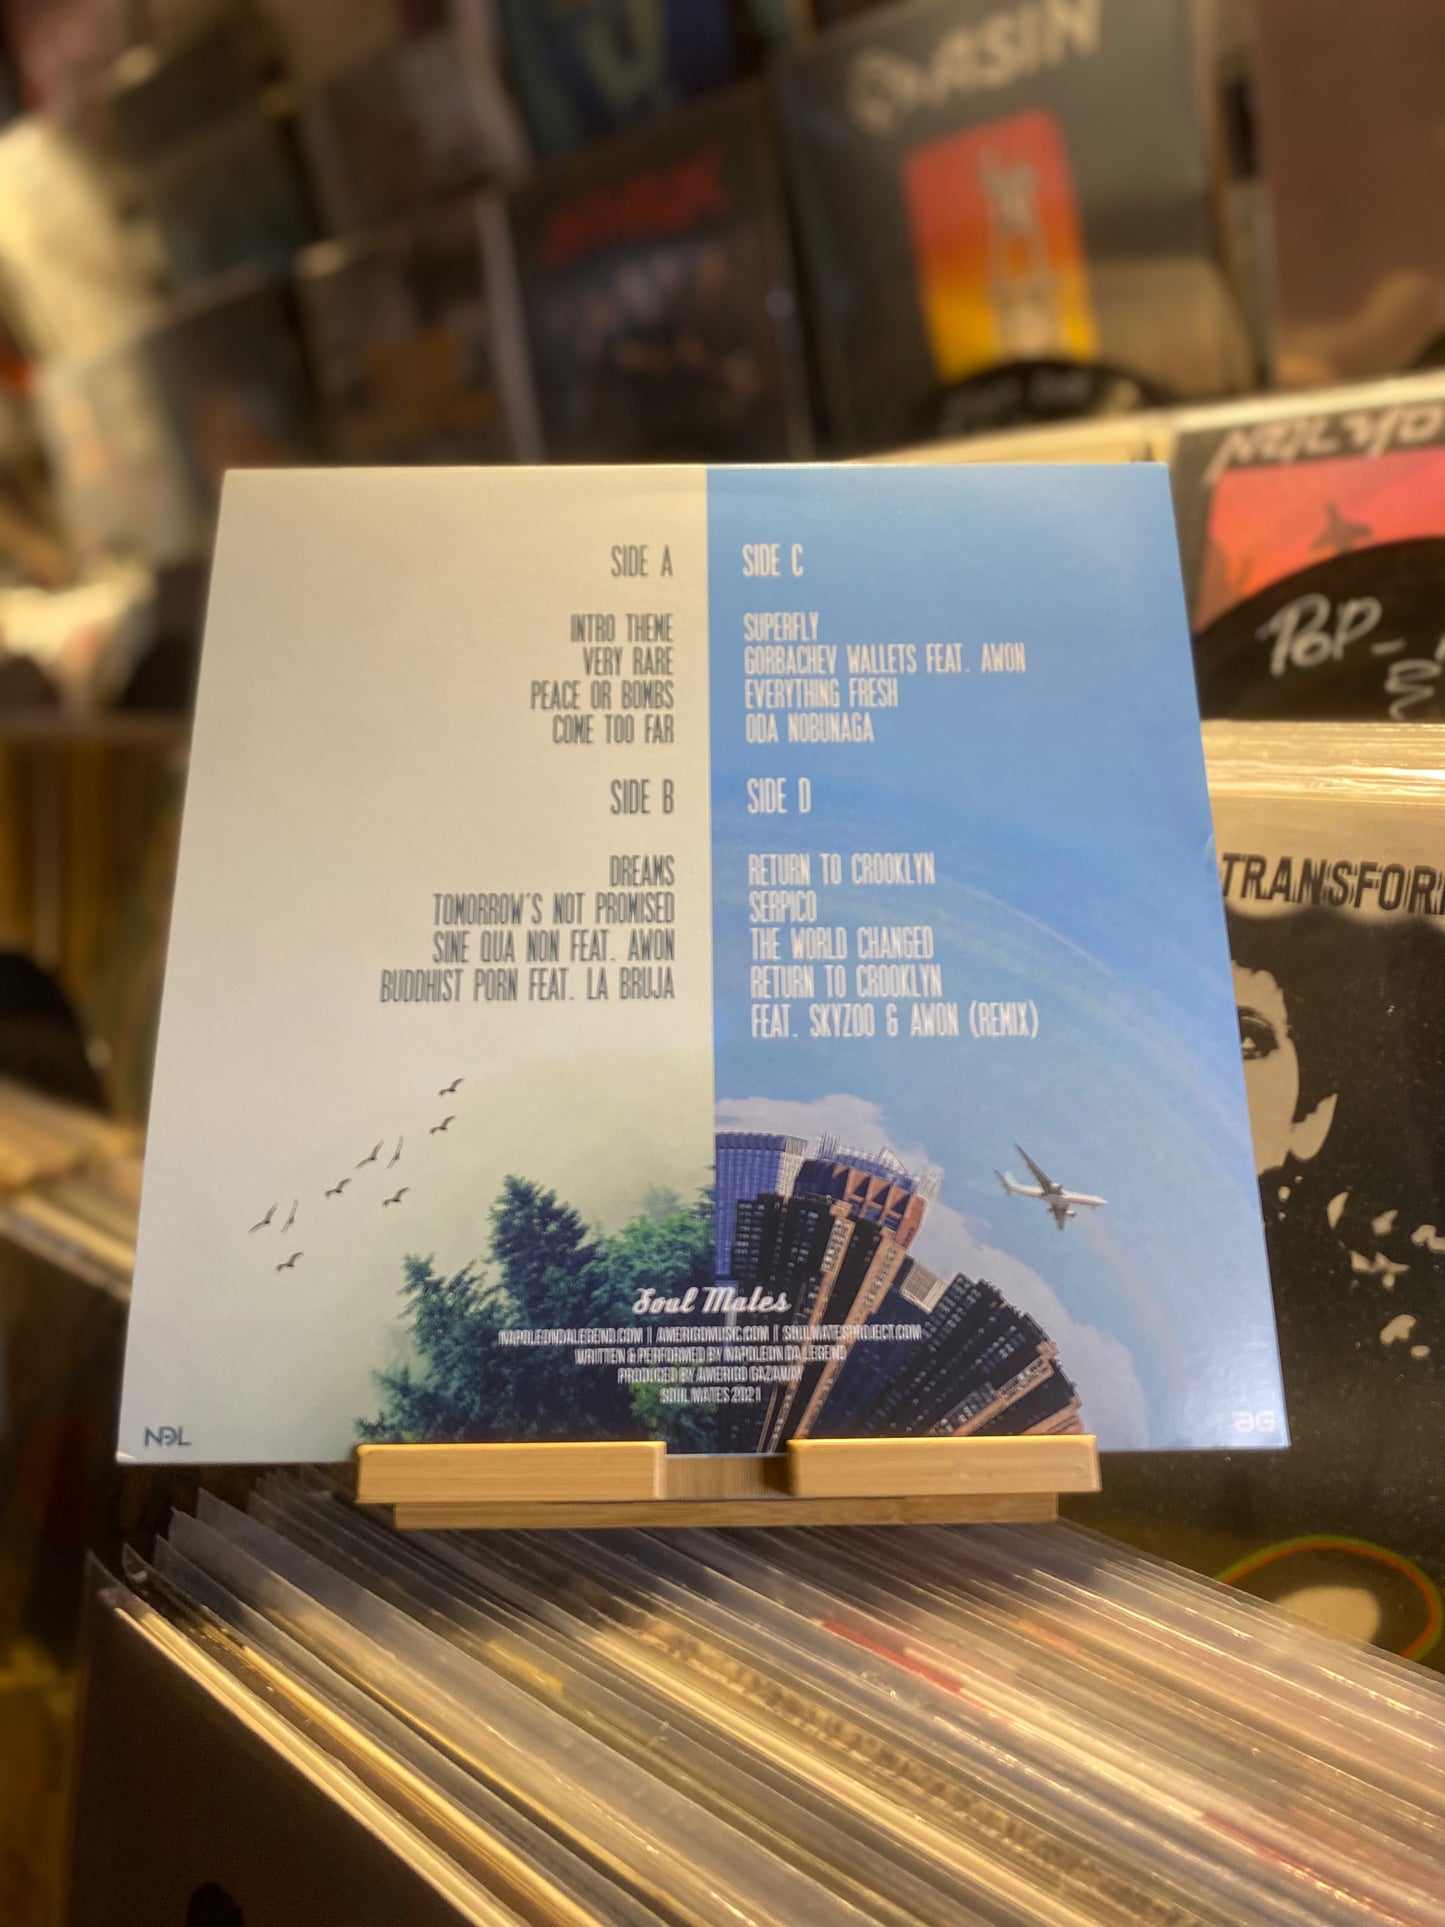 ASIN
NEIL YO
POP-
TRANSFOR
SIDE A
INTRO THEME
VERY RARE
PEACE OR BOMBS
COME TOO FAR
SIDE B
DREAMS
TOMORROW'S NOT PROMISED
SINE QUA NON FEAT. AWON
BUDDHIST PORN FEAT. LA BRUJA
SIDE C
SUPERFLY
GORBACHEV WALLETS FEAT. AWON
EVERYTHING FRESH
ODA NOBUNAGA
SIDE D
RETURN TO CROOKLYN
SERPICO
THE WORLD CHANGED
RETURN TO CROOKLYN
FEAT. SKYZOO & AWON (REMIX)
Soul Mates
NAPOLEONDALEGEND.COM | AMERIGOMUSIC.COM | SOULMATESPROJECT.COM
WRITTEN & PERFORMED BY NAPOLEON DA LEGEND
PRODUCED BY AMERIGO GAZAWAY
SOUL MATES 2021
NDL
AG